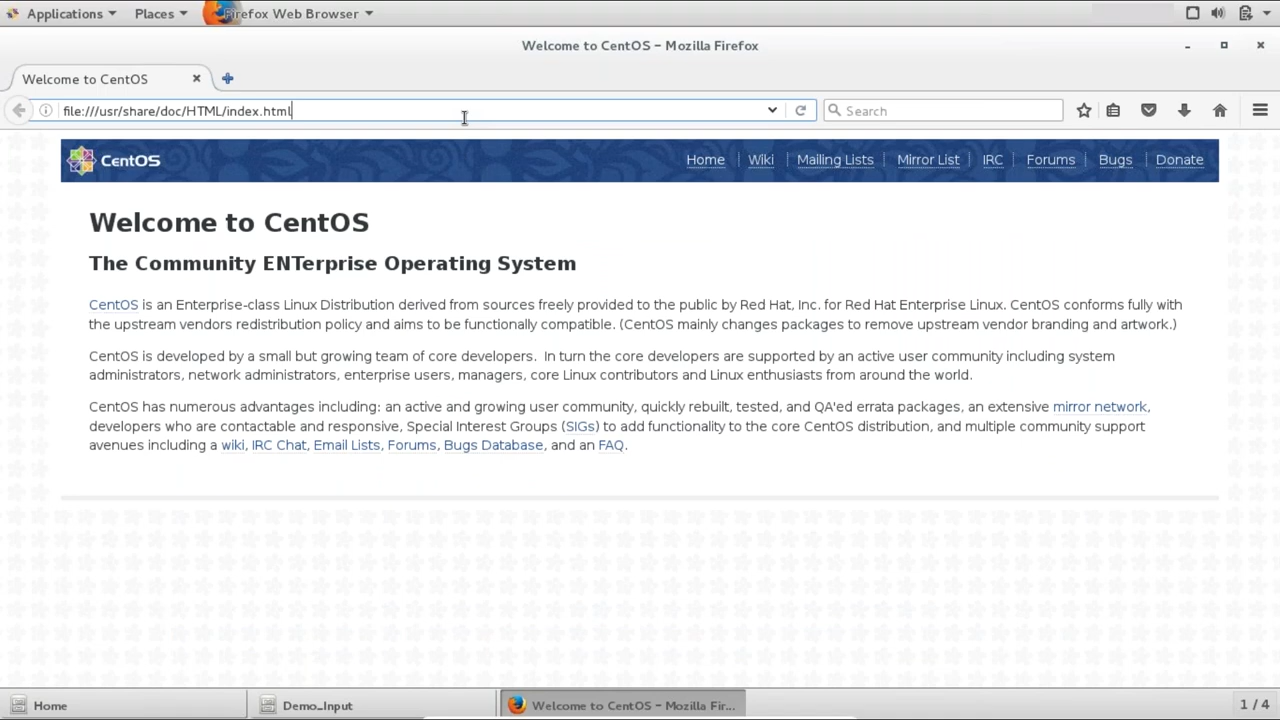 Applications Places Firefox Web Browser
Welcome to CentOS - Mozilla Firefox
Welcome to CentOS
file:///usr/share/doc/HTML/index.html Search
CentOS Home Wiki Mailing Lists Mirror List IRC Forums Bugs Donate
Welcome to CentOS
The Community ENTerprise Operating System
CentOS is an Enterprise-class Linux Distribution derived from sources freely provided to the public by Red Hat, Inc. for Red Hat Enterprise Linux. CentOS conforms fully with
the upstream vendors redistribution policy and aims to be functionally compatible. (CentOS mainly changes packages to remove upstream vendor branding and artwork.)
CentOS is developed by a small but growing team of core developers.  In turn the core developers are supported by an active user community including system
administrators, network administrators, enterprise users, managers, core Linux contributors and Linux enthusiasts from around the world.
CentOS has numerous advantages including: an active and growing user community, quickly rebuilt, tested, and QA'ed errata packages, an extensive mirror network,
developers who are contactable and responsive, Special Interest Groups (SIGs) to add functionality to the core CentOS distribution, and multiple community support
avenues including a wiki, IRC Chat, Email Lists, Forums, Bugs Database, and an FAQ.
Home Demo_Input Welcome to CentOS - Mozilla Fir... 1 / 4